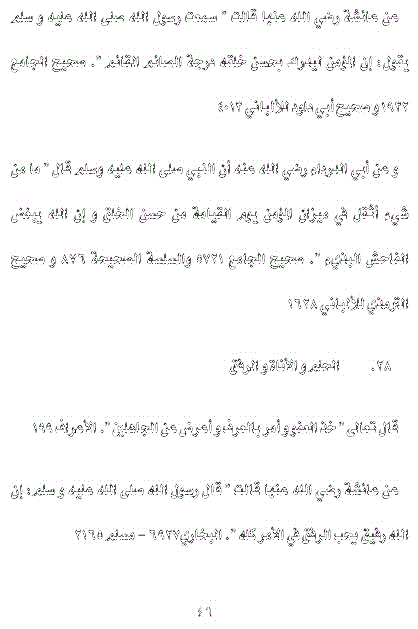 عن عائشة رضي الله عنها قالت " سمعت رسول الله صلى الله عليه و سلم
يقول : إن المؤمن ليدرك بحسن خلقه درجة الصائم القائم ". صحيح الجامع
١٩٣٢ و صحيح أبي داود للألباني ٤٠١٣
و عن أبي الدرداء رضي الله عنه أن النبي صلى الله عليه وسلم قال " ما من
شيء أثقل في ميزان المؤمن يوم القيامة من حسن الخلق و إن الله يبغض
الفاحش البذيء ". صحيح الجامع ٥٧٢١ والسلسة الصحيحة ٨٧٦ و صحيح
الترمذي للألباني ١٦٢٨
٢٨. الحلم و الأناة و الرفق
قال تعالى " خذ العفو و أمر بالعرف و أعرض عن الجاهلين ". الأعراف ١٩٩
عن عائشة رضي الله عنها قالت " قال رسول الله صلى الله عليه و سلم : إن
الله رفيق يحب الرفق في الأمر كله ". البخاري ٦٩٢٧ – مسلم ٢١٦٥
٤٦